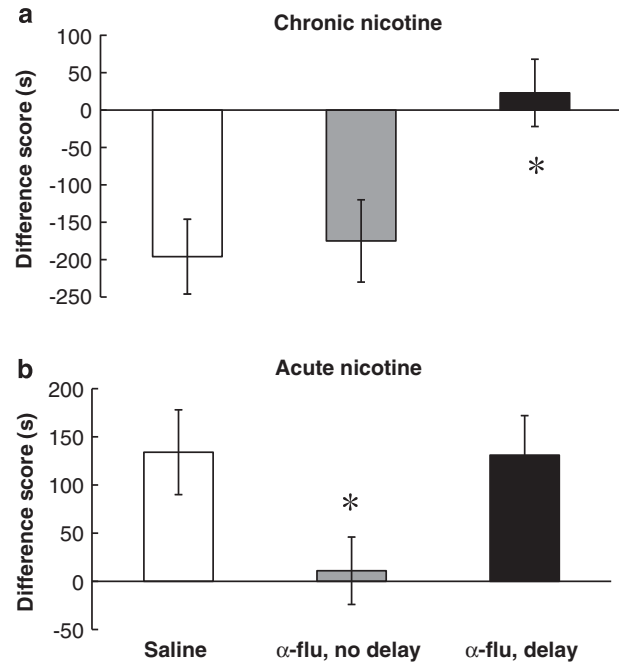 a
Chronic nicotine
Difference score (s)
100
50
0
-50
-100
-150
-200
-250
*
b
Acute nicotine
Difference score (s)
200
150
100
50
0
-50
*
Saline
α-flu, no delay
α-flu, delay